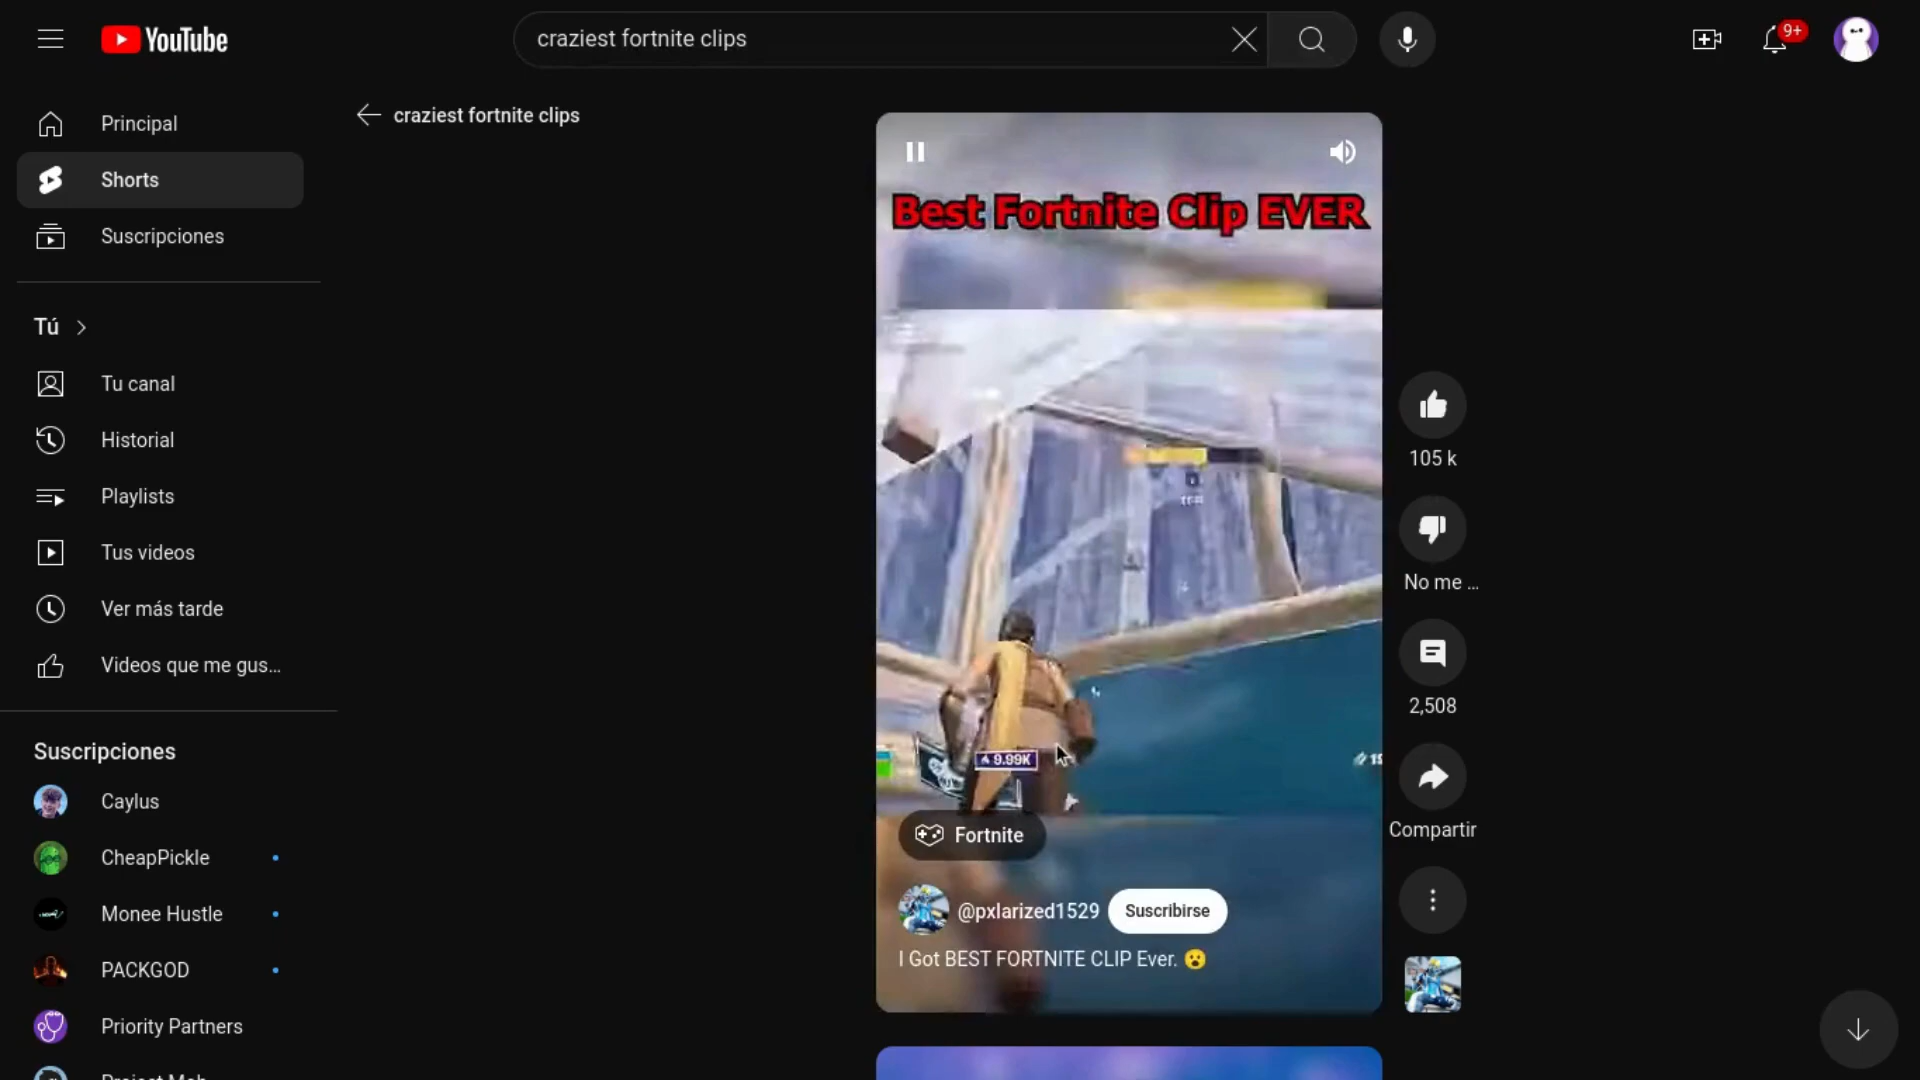 YouTube
craziest fortnite clips
9+
Principal
Shorts
Suscripciones
Tú
Tu canal
Historial
Playlists
Tus videos
Ver más tarde
Videos que me gus...
Suscripciones
Caylus
CheapPickle
Monee Hustle
PACKGOD
Priority Partners
craziest fortnite clips
Best Fortnite Clip EVER
9.99K
Fortnite
@pxlarized1529
Suscribirse
I Got BEST FORTNITE CLIP Ever. 😮
105 k
No me ...
2,508
Compartir